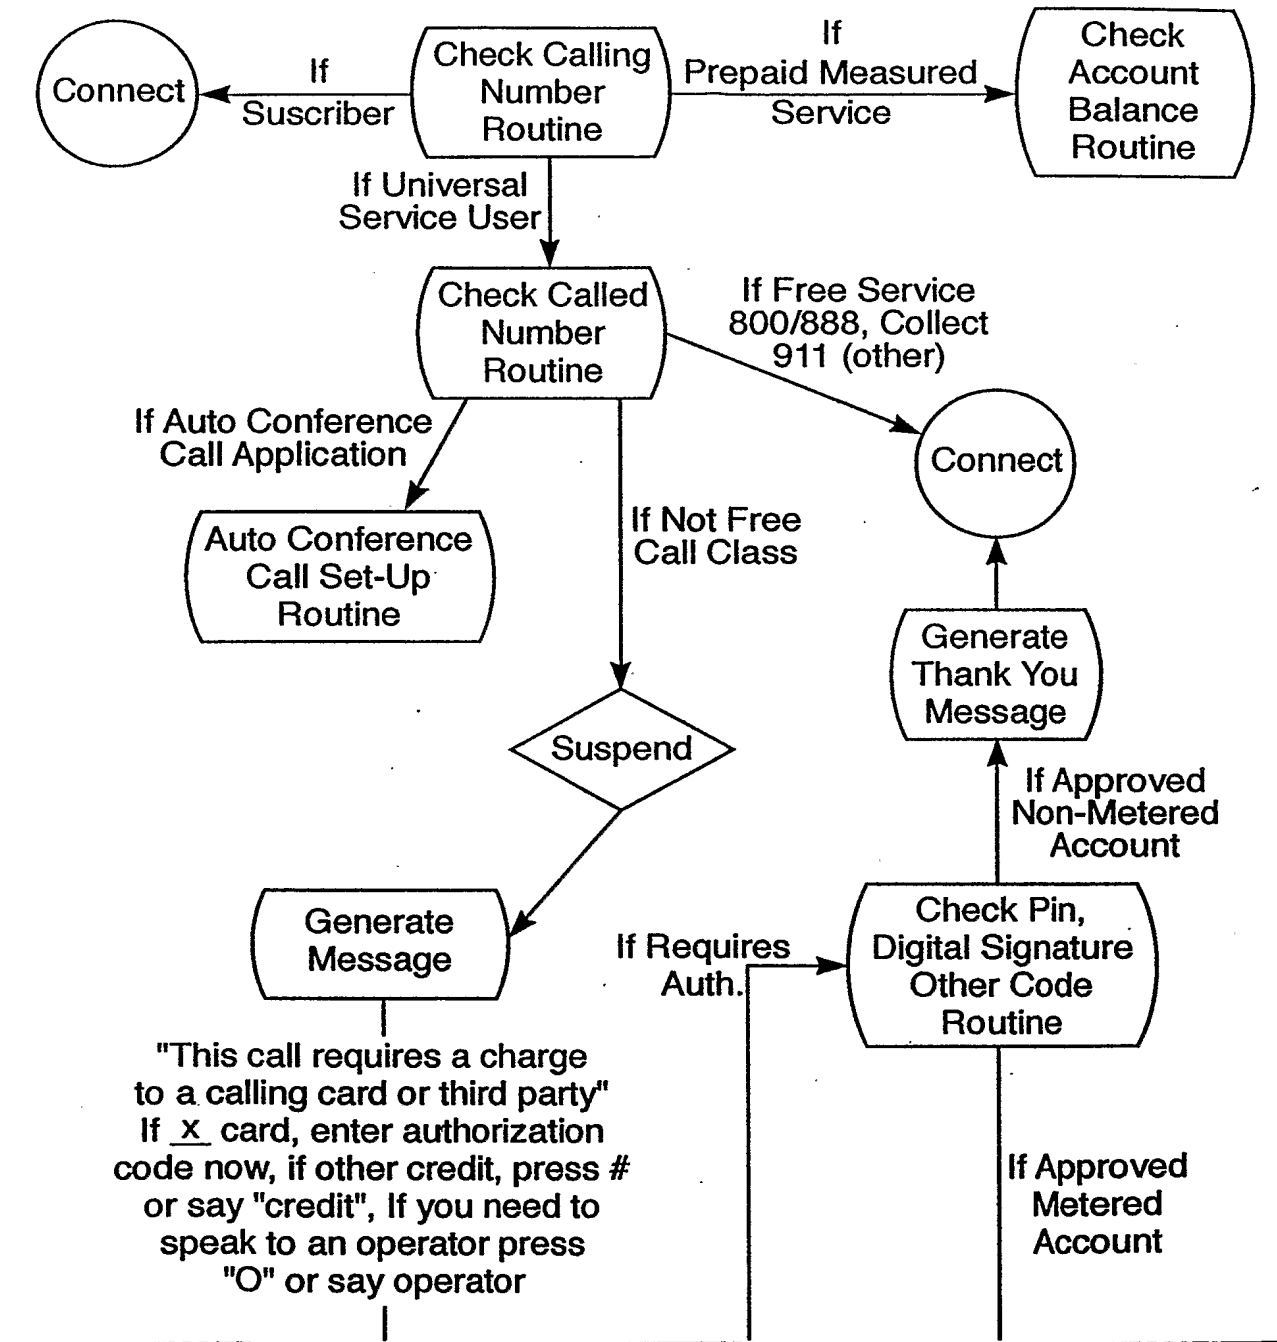 Connect
If
Suscriber
Check Calling
Number
Routine
If
Prepaid Measured
Service
Check
Account
Balance
Routine
If Universal
Service User
Check Called
Number
Routine
If Free Service
800/888, Collect
911 (other)
Connect
If Auto Conference
Call Application
Auto Conference
Call Set-Up
Routine
If Not Free
Call Class
Suspend
Generate
Thank You
Message
If Approved
Non-Metered
Account
Generate
Message
If Requires
Auth.
Check Pin,
Digital Signature
Other Code
Routine
"This call requires a charge
to a calling card or third party"
If x card, enter authorization
code now, if other credit, press #
or say "credit", If you need to
speak to an operator press
"O" or say operator
If Approved
Metered
Account